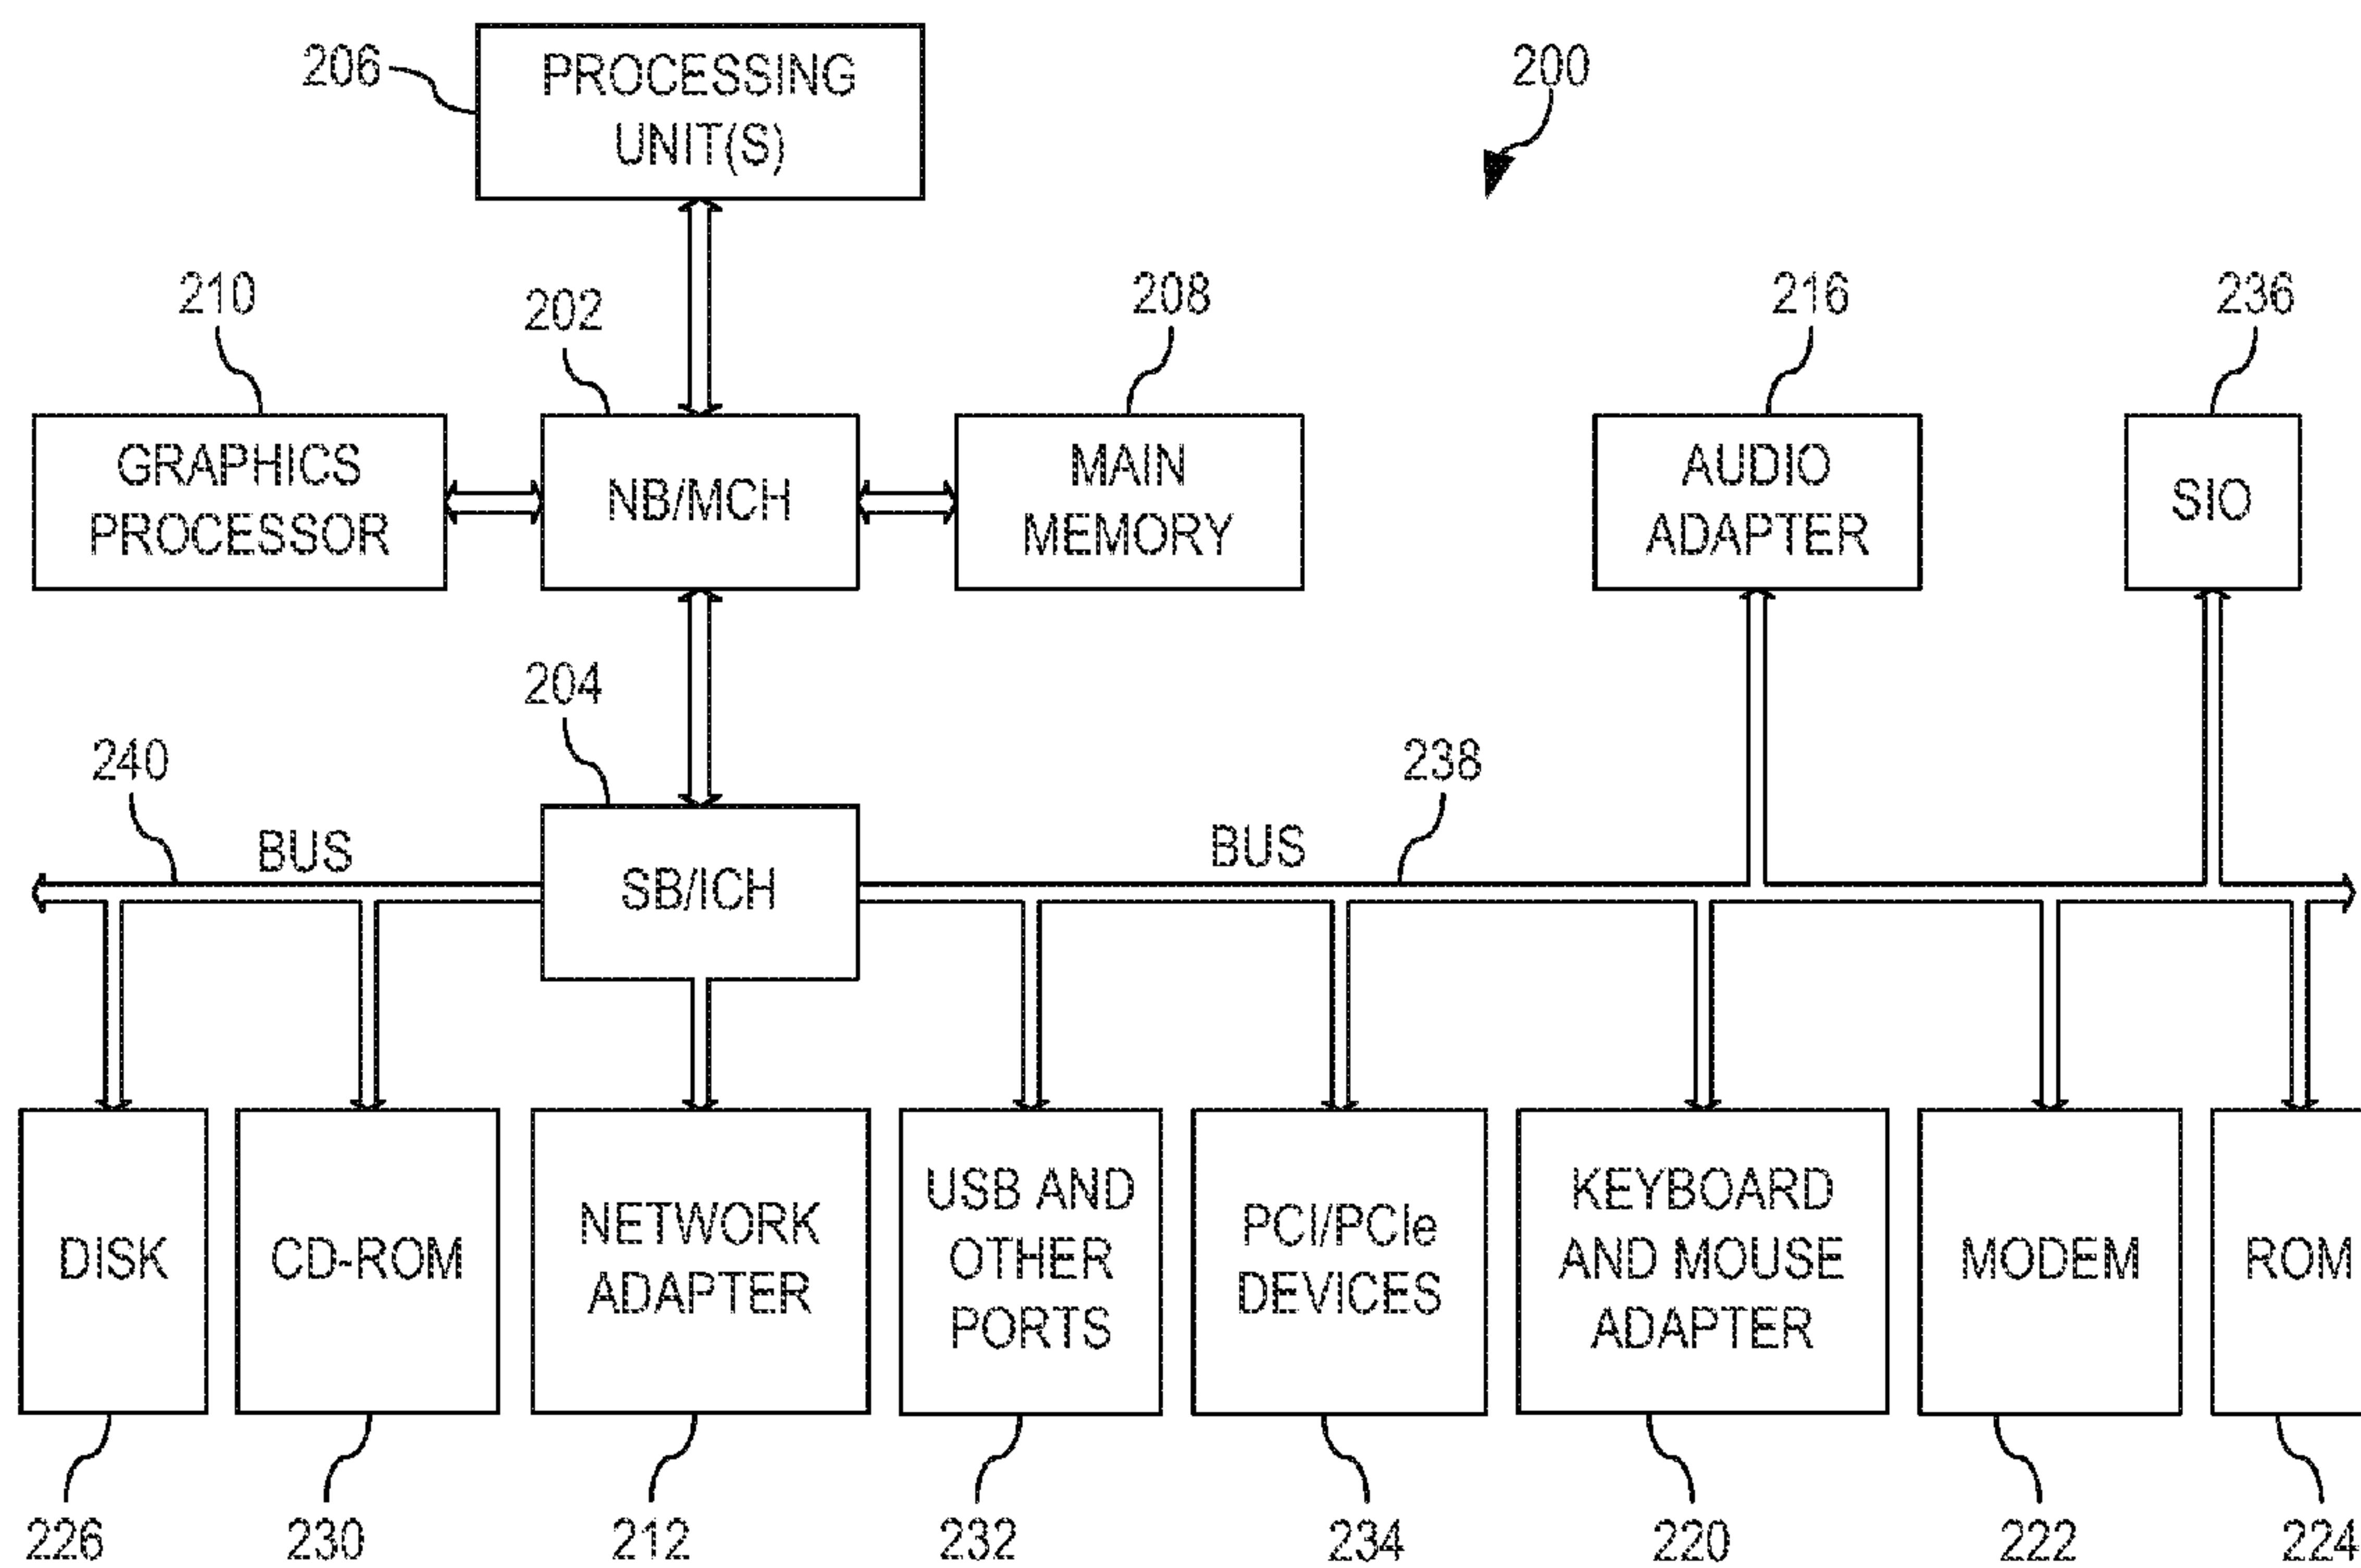 206
PROCESSING
UNIT(S)
200
210
202
208
216
236
GRAPHICS
PROCESSOR
NB/MCH
MAIN
MEMORY
AUDIO
ADAPTER
SIO
204
240
238
BUS
BUS
SB/ICH
DISK
CD-ROM
NETWORK
ADAPTER
USB AND
OTHER
PORTS
PCI/PCIe
DEVICES
KEYBOARD
AND MOUSE
ADAPTER
MODEM
ROM
226
230
212
232
234
220
222
224